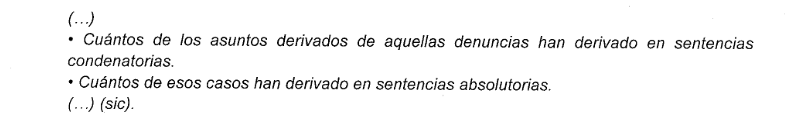 (...)
• Cuántos de los asuntos derivados de aquellas denuncias han derivado en sentencias
condenatorias.
• Cuántos de esos casos han derivado en sentencias absolutorias.
(...) (sic).